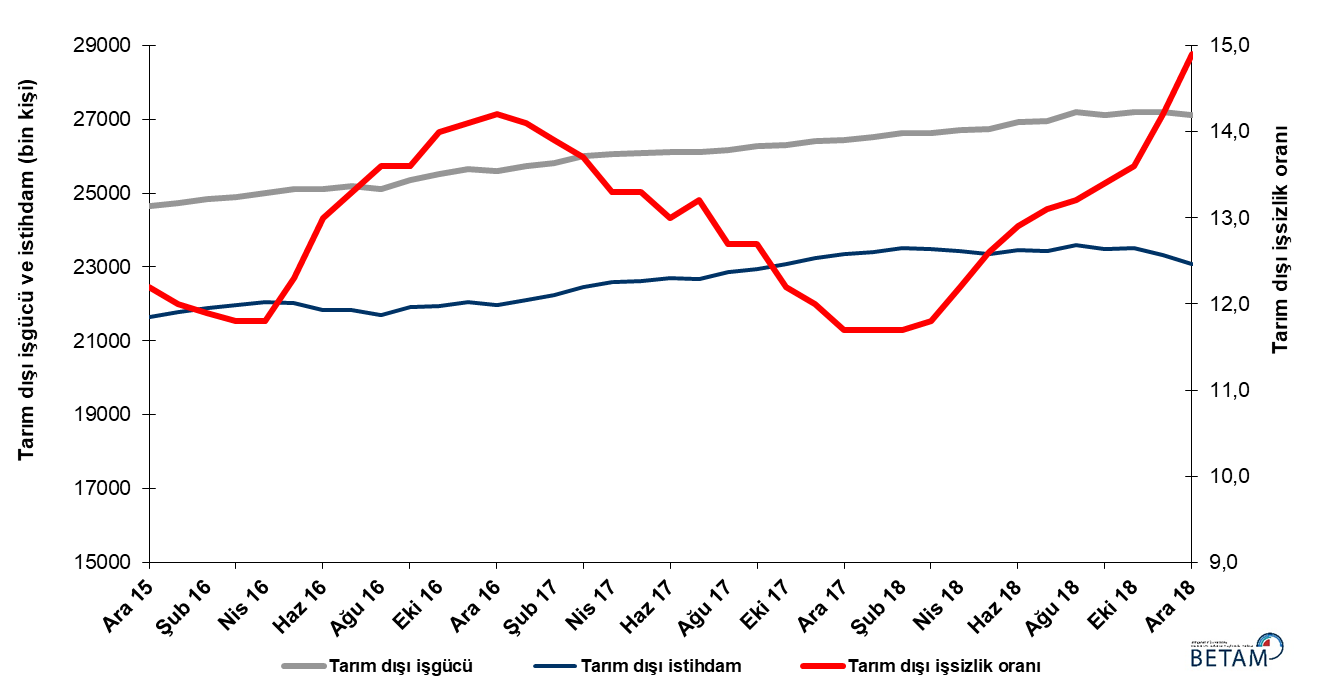 Tarım dışı işgücü ve istihdam (bin kişi)
29000
27000
25000
23000
21000
19000
17000
15000
15,0
14,0
13,0
12,0
11,0
10,0
9,0
Tarım dışı işsizlik oranı
Ara 15
Şub 16
Nis 16
Haz 16
Ağu 16
Eki 16
Ara 16
Şub 17
Nis 17
Haz 17
Ağu 17
Eki 17
Ara 17
Şub 18
Nis 18
Haz 18
Ağu 18
Eki 18
Ara 18
Tarım dışı işgücü
Tarım dışı istihdam
Tarım dışı işsizlik oranı
BETAM